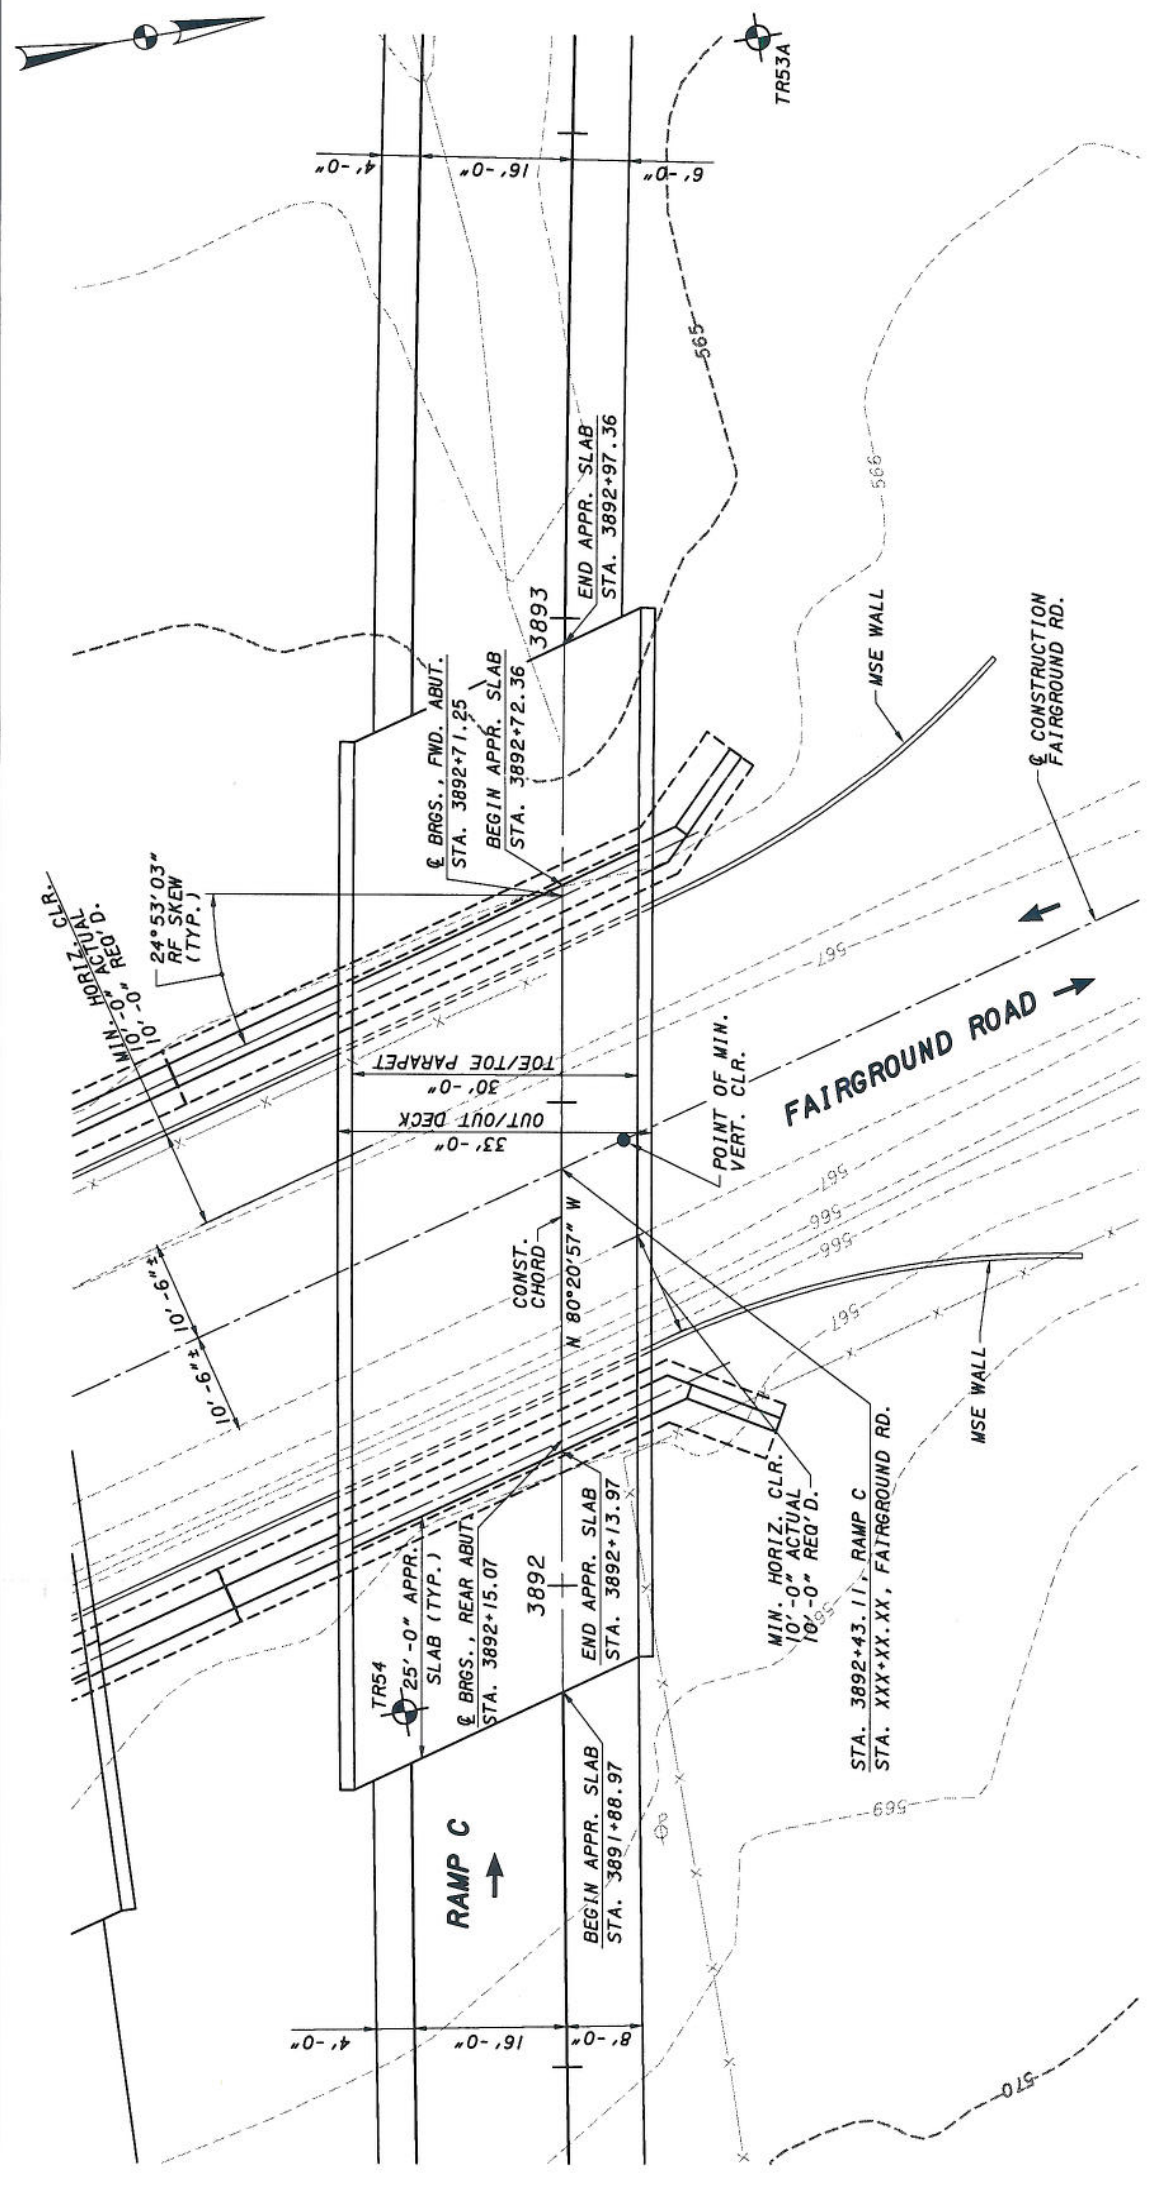 TR53A
4'-0"
16'-0"
6'-0"
565
566
END APPR. SLAB
STA. 3892+97.36
3893
MSE WALL
℄ CONSTRUCTION
FAIRGROUND RD.
℄ BRGS., FWD. ABUT.
STA. 3892+71.25
BEGIN APPR. SLAB
STA. 3892+72.36
24°53'03"
RF SKEW
(TYP.)
MIN. HORIZ. CLR.
10'-0" ACTUAL
10'-0" REQ'D.
567
30'-0"
TOE/TOE PARAPET
33'-0"
OUT/OUT DECK
POINT OF MIN.
VERT. CLR.
FAIRGROUND ROAD
567
566
566
567
CONST.
CHORD
N 80°20'57" W
10'-6"±
10'-6"±
MSE WALL
MIN. HORIZ. CLR.
10'-0" ACTUAL
10'-0" REQ'D.
569
STA. 3892+43.11 RAMP C
STA. XXX+XX.XX, FAIRGROUND RD.
TR54
25'-0" APPR.
SLAB (TYP.)
℄ BRGS., REAR ABUT.
STA. 3892+15.07
3892
END APPR. SLAB
STA. 3892+13.97
BEGIN APPR. SLAB
STA. 3891+88.97
RAMP C
569
4'-0"
16'-0"
8'-0"
570